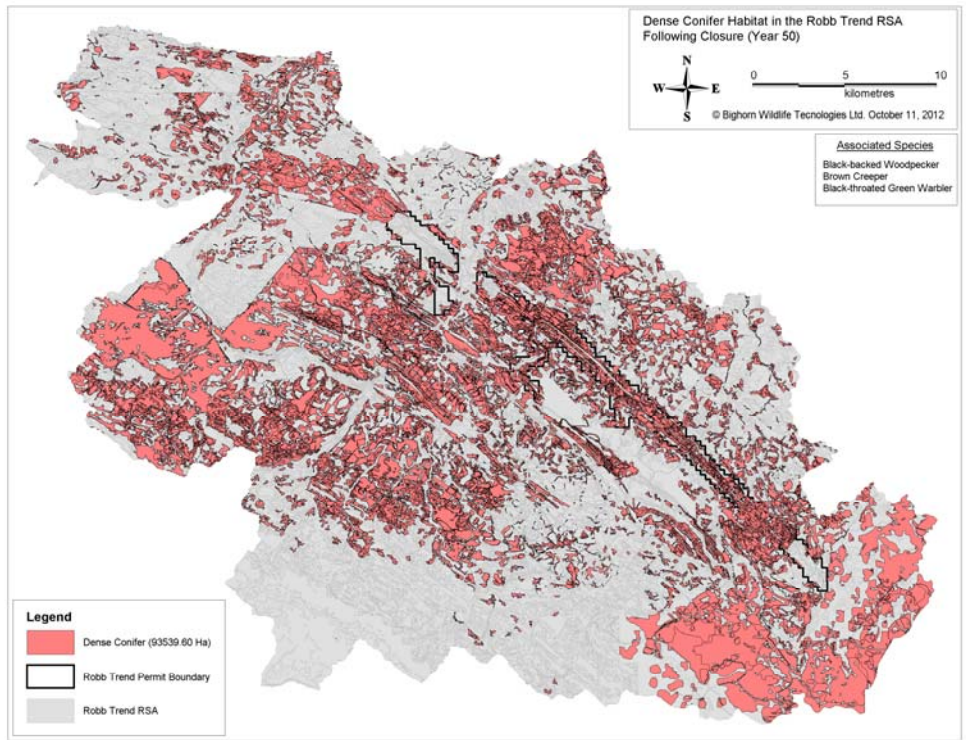 Dense Conifer Habitat in the Robb Trend RSA
Following Closure (Year 50)
N
W E
S
0 5 10
kilometres
© Bighorn Wildlife Tecnologies Ltd. October 11, 2012
Associated Species
Black-backed Woodpecker
Brown Creeper
Black-throated Green Warbler
Legend
Dense Conifer (93539.60 Ha)
Robb Trend Permit Boundary
Robb Trend RSA